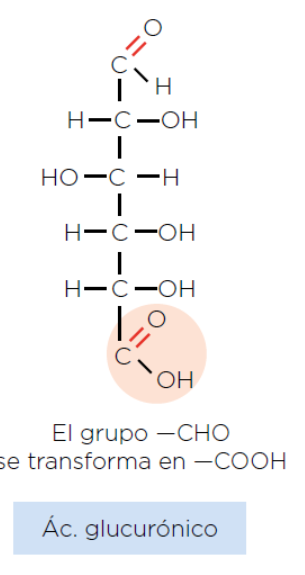 O
C
H
H C OH
HO C H
H C OH
H C OH
O
C
OH
El grupo —CHO
se transforma en —COOH
Ác. glucurónico